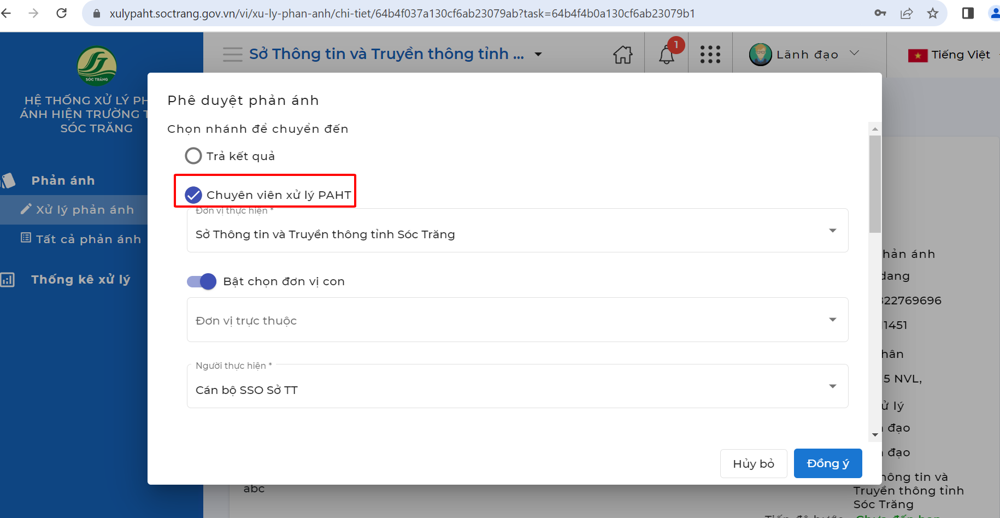 xulypaht.soctrang.gov.vn/vi/xu-ly-phan-anh/chi-tiet/64b4f037a130cf6ab23079ab?task=64b4f4b0a130cf6ab23079b1
SÓC TRĂNG
HỆ THỐNG XỬ LÝ PH
ÁNH HIỆN TRƯỜNG T
SÓC TRĂNG
Phản ánh
Xử lý phản ánh
Tất cả phản ánh
Thống kê xử lý
Sở Thông tin và Truyền thông tỉnh ...
1
Lãnh đạo
Tiếng Việt
Phê duyệt phản ánh
Chọn nhánh để chuyển đến
Trả kết quả
Chuyên viên xử lý PAHT
Đơn vị thực hiện *
Sở Thông tin và Truyền thông tỉnh Sóc Trăng
Bật chọn đơn vị con
Đơn vị trực thuộc
Người thực hiện *
Cán bộ SSO Sở TT
Hủy bỏ
Đồng ý
hản ánh
dang
322769696
1451
hân
5 NVL,
ử lý
đạo
đạo
hông tin và
Truyền thông tỉnh
Sóc Trăng
abc